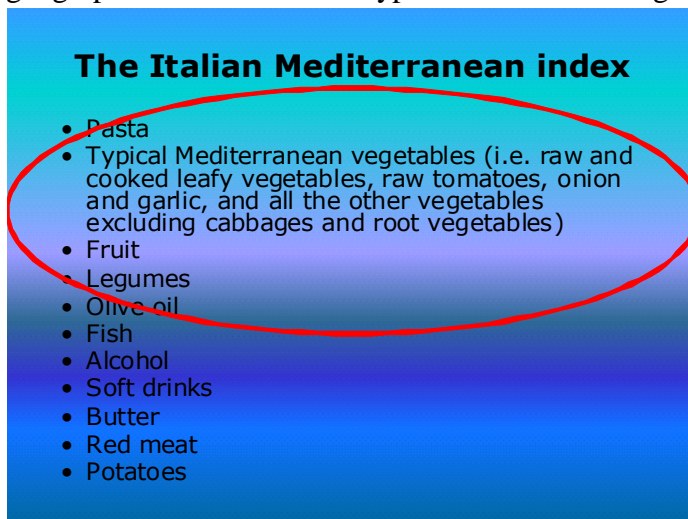 The Italian Mediterranean index
• Pasta
• Typical Mediterranean vegetables (i.e. raw and
cooked leafy vegetables, raw tomatoes, onion
and garlic, and all the other vegetables
excluding cabbages and root vegetables)
• Fruit
• Legumes
• Olive oil
• Fish
• Alcohol
• Soft drinks
• Butter
• Red meat
• Potatoes